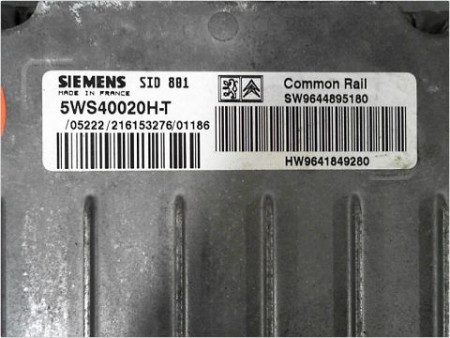 SIEMENS SID 801
MADE IN FRANCE
5WS40020H-T
/05222/216153276/01186
Common Rail
SW9644895180
HW9641849280